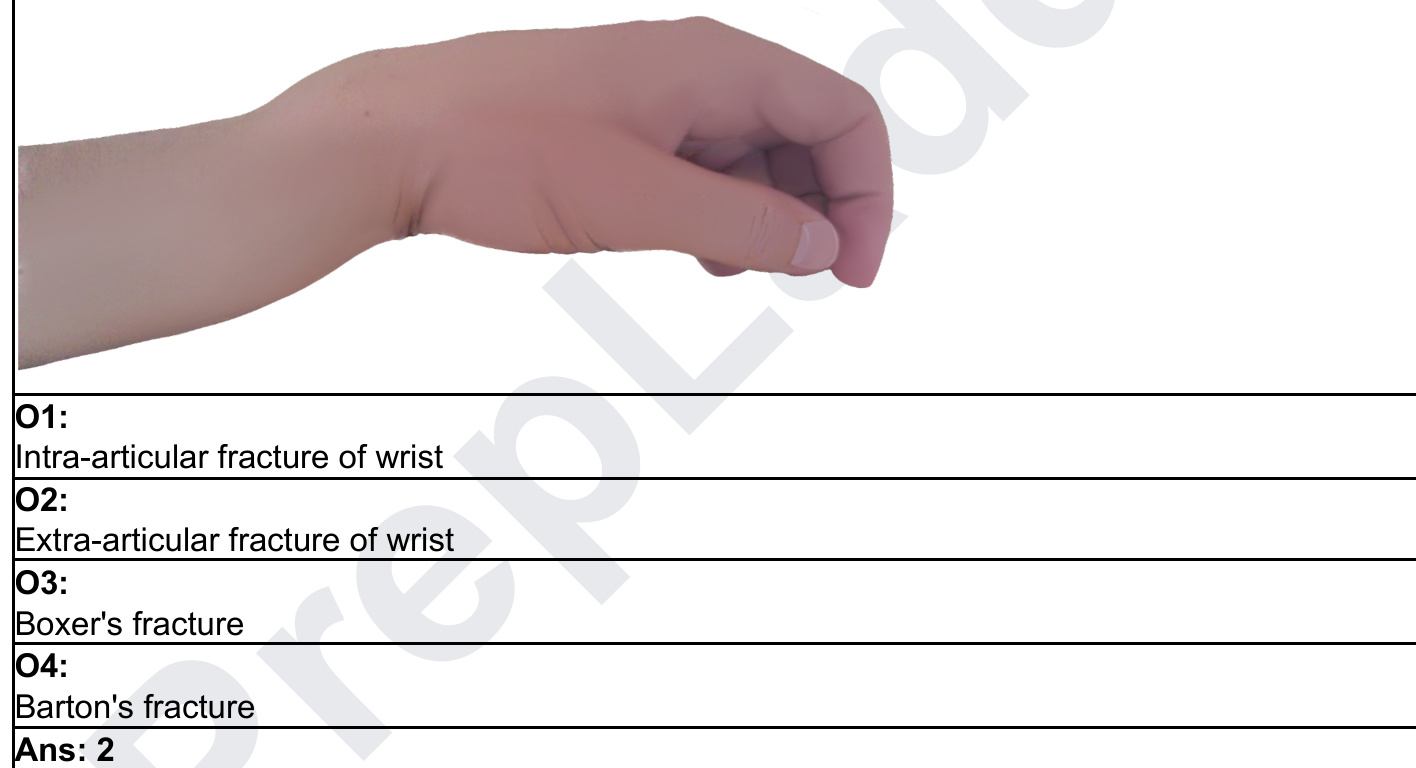 O1:
Intra-articular fracture of wrist
O2:
Extra-articular fracture of wrist
O3:
Boxer's fracture
O4:
Barton's fracture
Ans: 2